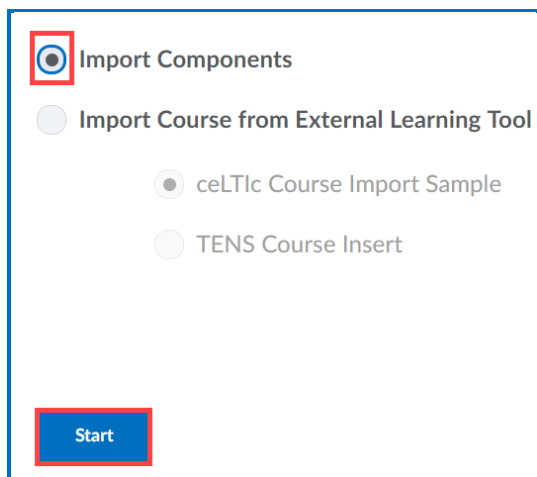 Import Components
Import Course from External Learning Tool
ceLTIc Course Import Sample
TENS Course Insert
Start